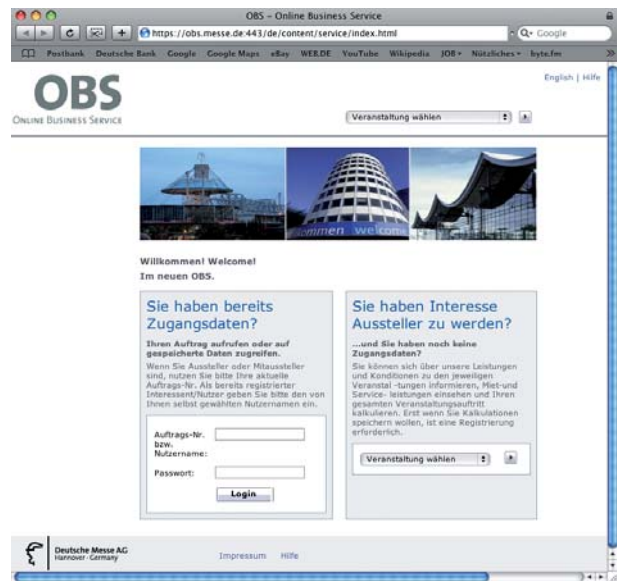 OBS – Online Business Service
https://obs.messe.de:443/de/content/service/index.html
Google
Postbank Deutsche Bank Google Google Maps eBay WEB.DE YouTube Wikipedia JOB Nützliches byte.fm
English | Hilfe
OBS
ONLINE BUSINESS SERVICE
Veranstaltung wählen
welcome
Willkommen! Welcome!
Im neuen OBS.
Sie haben bereits
Zugangsdaten?
Ihren Auftrag aufrufen oder auf
gespeicherte Daten zugreifen.
Wenn Sie Aussteller oder Mitaussteller
sind, nutzen Sie bitte Ihre aktuelle
Auftrags-Nr. Als bereits registrierter
Interessent/Nutzer geben Sie bitte den von
Ihnen selbst gewählten Nutzernamen ein.
Auftrags-Nr.
bzw.
Nutzername:
Passwort:
Login
Sie haben Interesse
Aussteller zu werden?
...und Sie haben noch keine
Zugangsdaten?
Sie können sich über unsere Leistungen
und Konditionen zu den jeweiligen
Veranstal -tungen informieren, Miet-und
Service- leistungen einsehen und Ihren
gesamten Veranstaltungsauftritt
kalkulieren. Erst wenn Sie Kalkulationen
speichern wollen, ist eine Registrierung
erforderlich.
Veranstaltung wählen
Deutsche Messe AG
Hannover · Germany
Impressum Hilfe